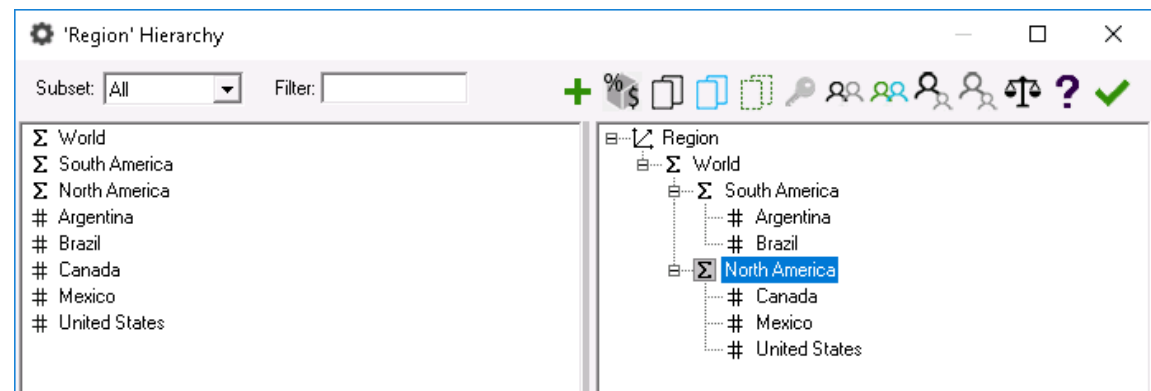 'Region' Hierarchy
Subset: All Filter:
Σ World
Σ South America
Σ North America
# Argentina
# Brazil
# Canada
# Mexico
# United States
Region
Σ World
Σ South America
# Argentina
# Brazil
Σ North America
# Canada
# Mexico
# United States